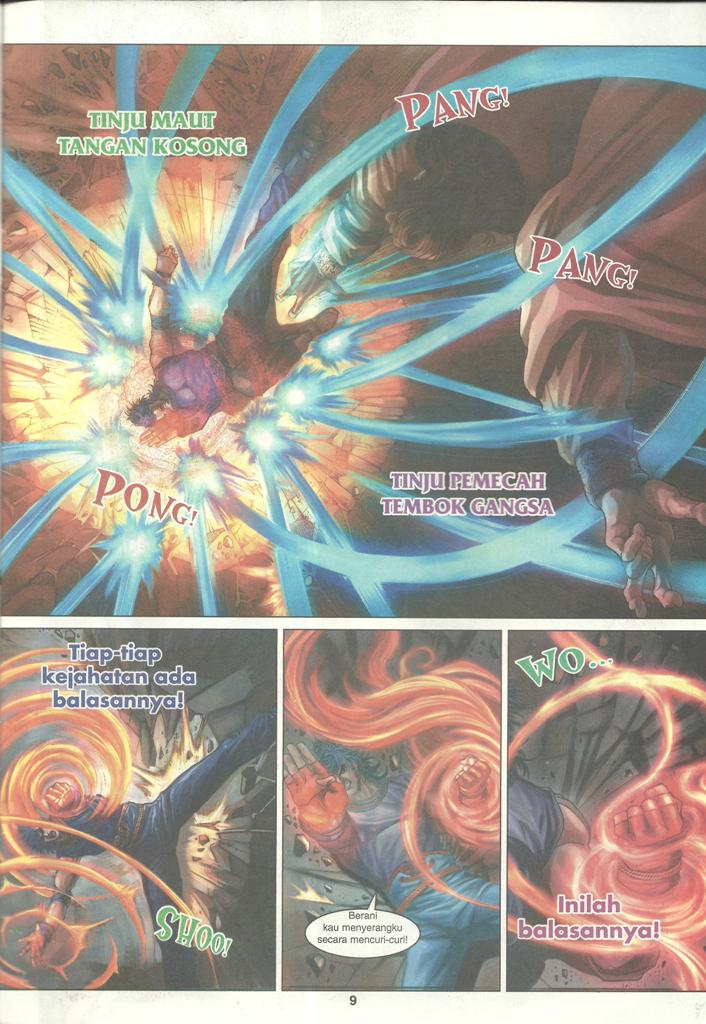 TINJU MAUT
TANGAN KOSONG
PANG!
PANG!
PONG!
TINJU PEMECAH
TEMBOK GANGSA
Tiap-tiap
kejahatan ada
balasannya!
SHOO!
Berani
kau menyerangku
secara mencuri-curi!
WO...
Inilah
balasannya!
9